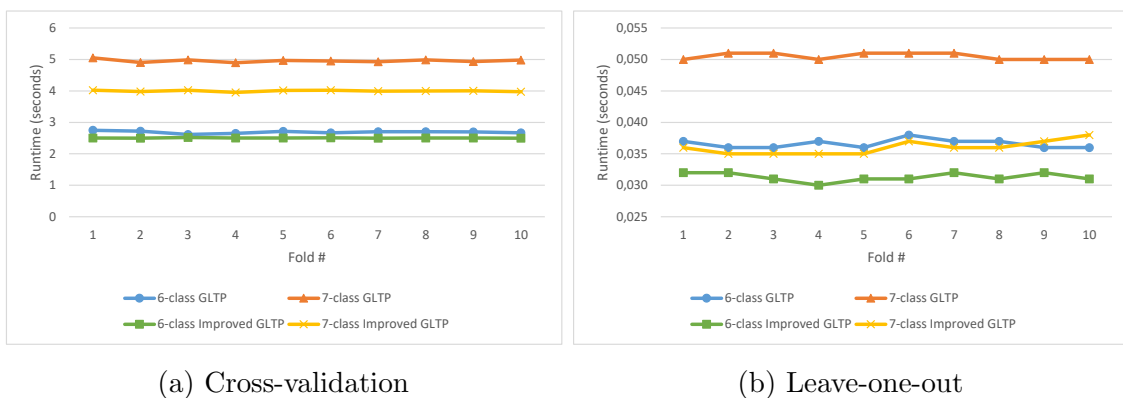 6
5
4
3
2
1
0
Runtime (seconds)
1 2 3 4 5 6 7 8 9 10
Fold #
6-class GLTP 7-class GLTP
6-class Improved GLTP 7-class Improved GLTP
(a) Cross-validation
0,055
0,050
0,045
0,040
0,035
0,030
0,025
Runtime (seconds)
1 2 3 4 5 6 7 8 9 10
Fold #
6-class GLTP 7-class GLTP
6-class Improved GLTP 7-class Improved GLTP
(b) Leave-one-out